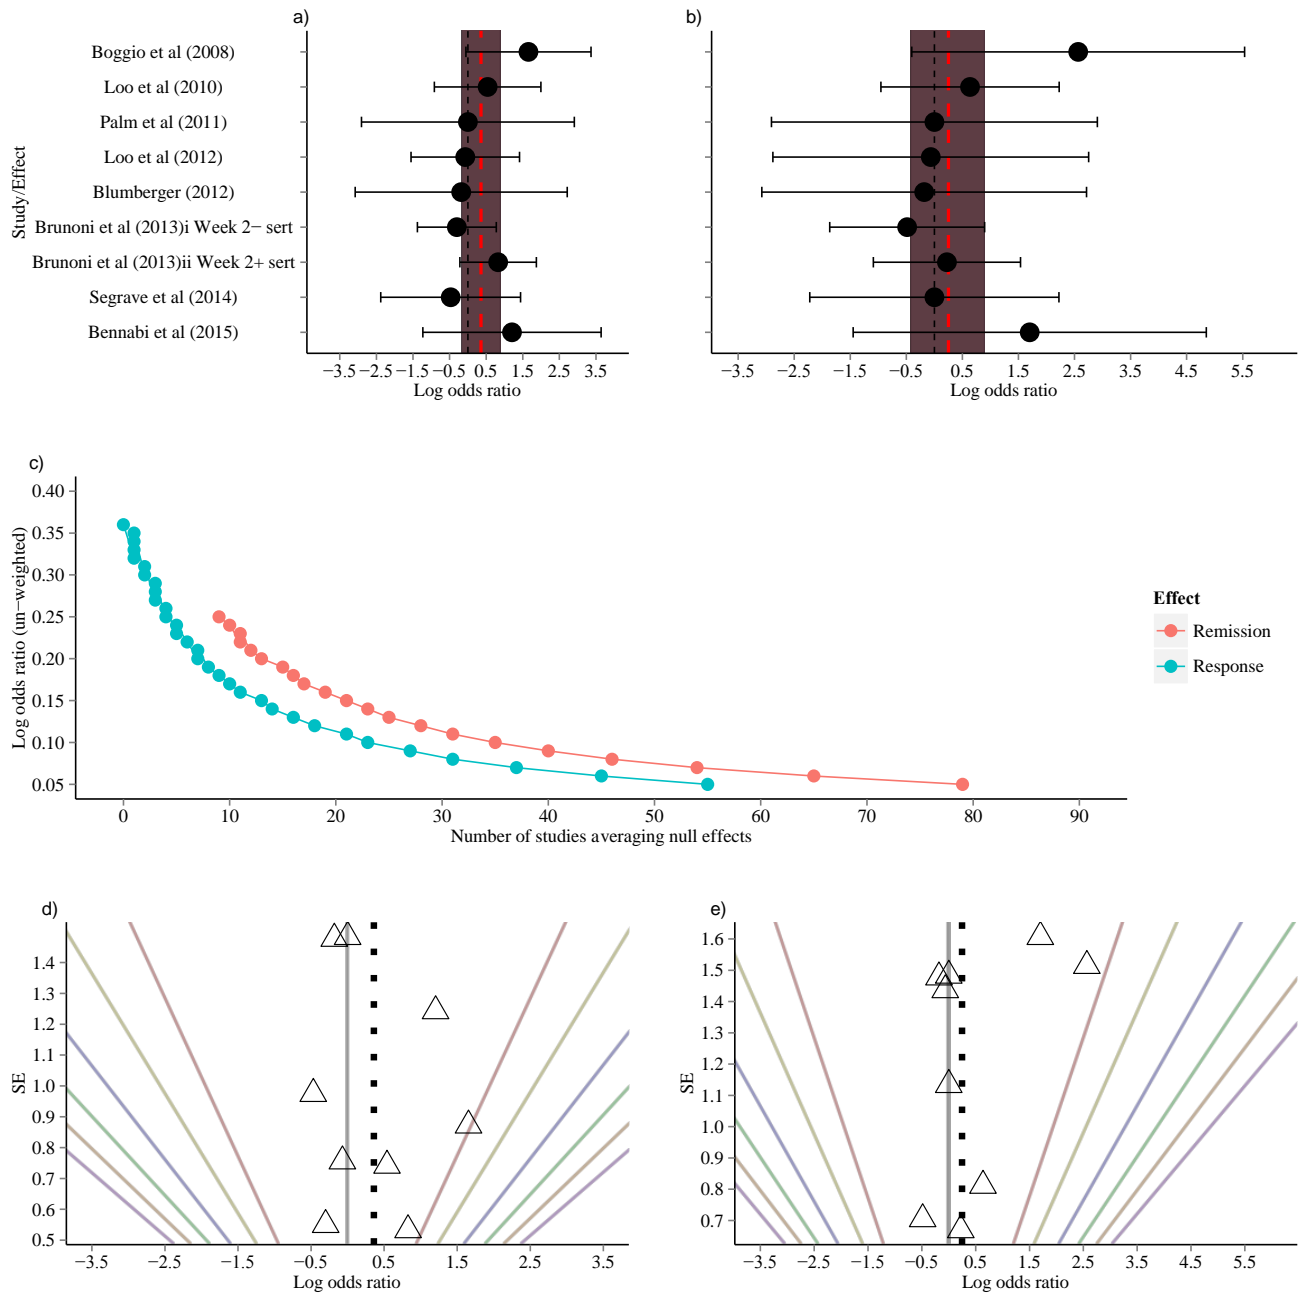 a)
b)
Study/Effect
Boggio et al (2008)
Loo et al (2010)
Palm et al (2011)
Loo et al (2012)
Blumberger (2012)
Brunoni et al (2013)i Week 2− sert
Brunoni et al (2013)ii Week 2+ sert
Segrave et al (2014)
Bennabi et al (2015)
−3.5 −2.5 −1.5 −0.5 0.5 1.5 2.5 3.5
Log odds ratio
−3.5 −2.5 −1.5 −0.5 0.5 1.5 2.5 3.5 4.5 5.5
Log odds ratio
c)
Log odds ratio (un−weighted)
0.40
0.35
0.30
0.25
0.20
0.15
0.10
0.05
0 10 20 30 40 50 60 70 80 90
Number of studies averaging null effects
Effect
Remission
Response
d)
SE
1.4
1.3
1.2
1.1
1.0
0.9
0.8
0.7
0.6
0.5
−3.5 −2.5 −1.5 −0.5 0.5 1.5 2.5 3.5
Log odds ratio
e)
SE
1.6
1.5
1.4
1.3
1.2
1.1
1.0
0.9
0.8
0.7
−3.5 −2.5 −1.5 −0.5 0.5 1.5 2.5 3.5 4.5 5.5
Log odds ratio